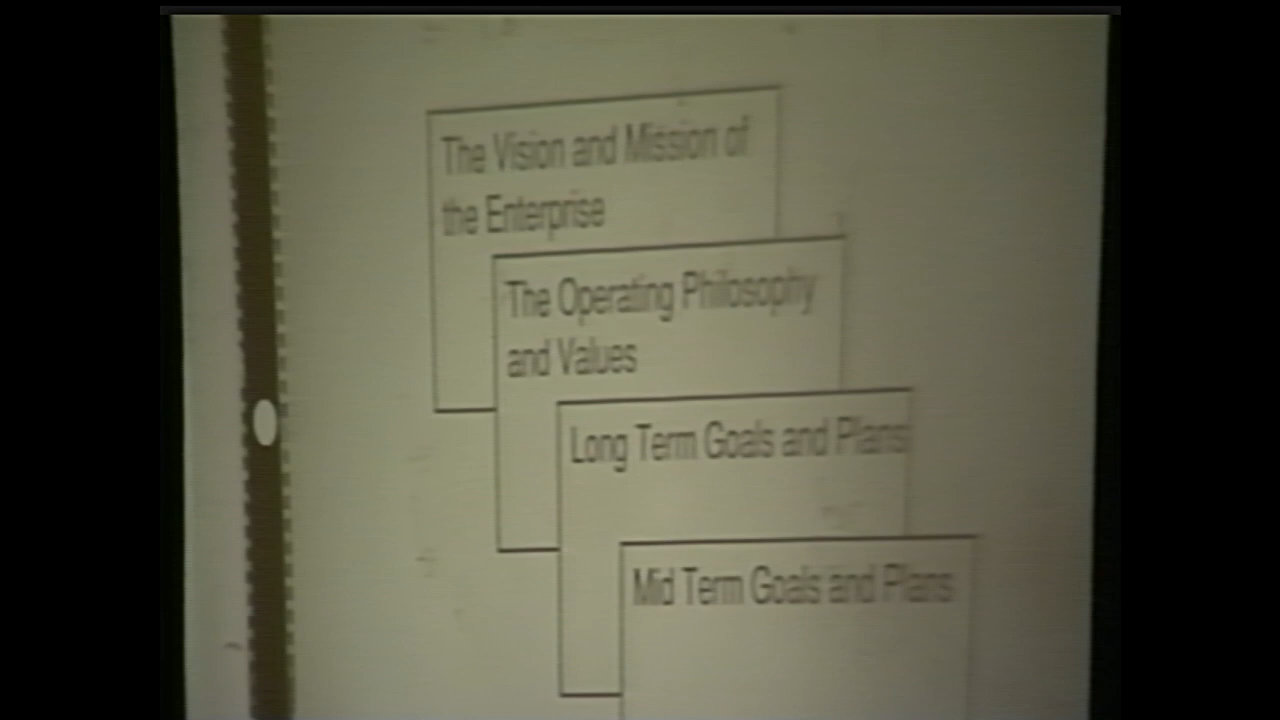 The Vision and Mission of
the Enterprise
The Operating Philosophy
and Values
Long Term Goals and Plans
Mid Term Goals and Plans